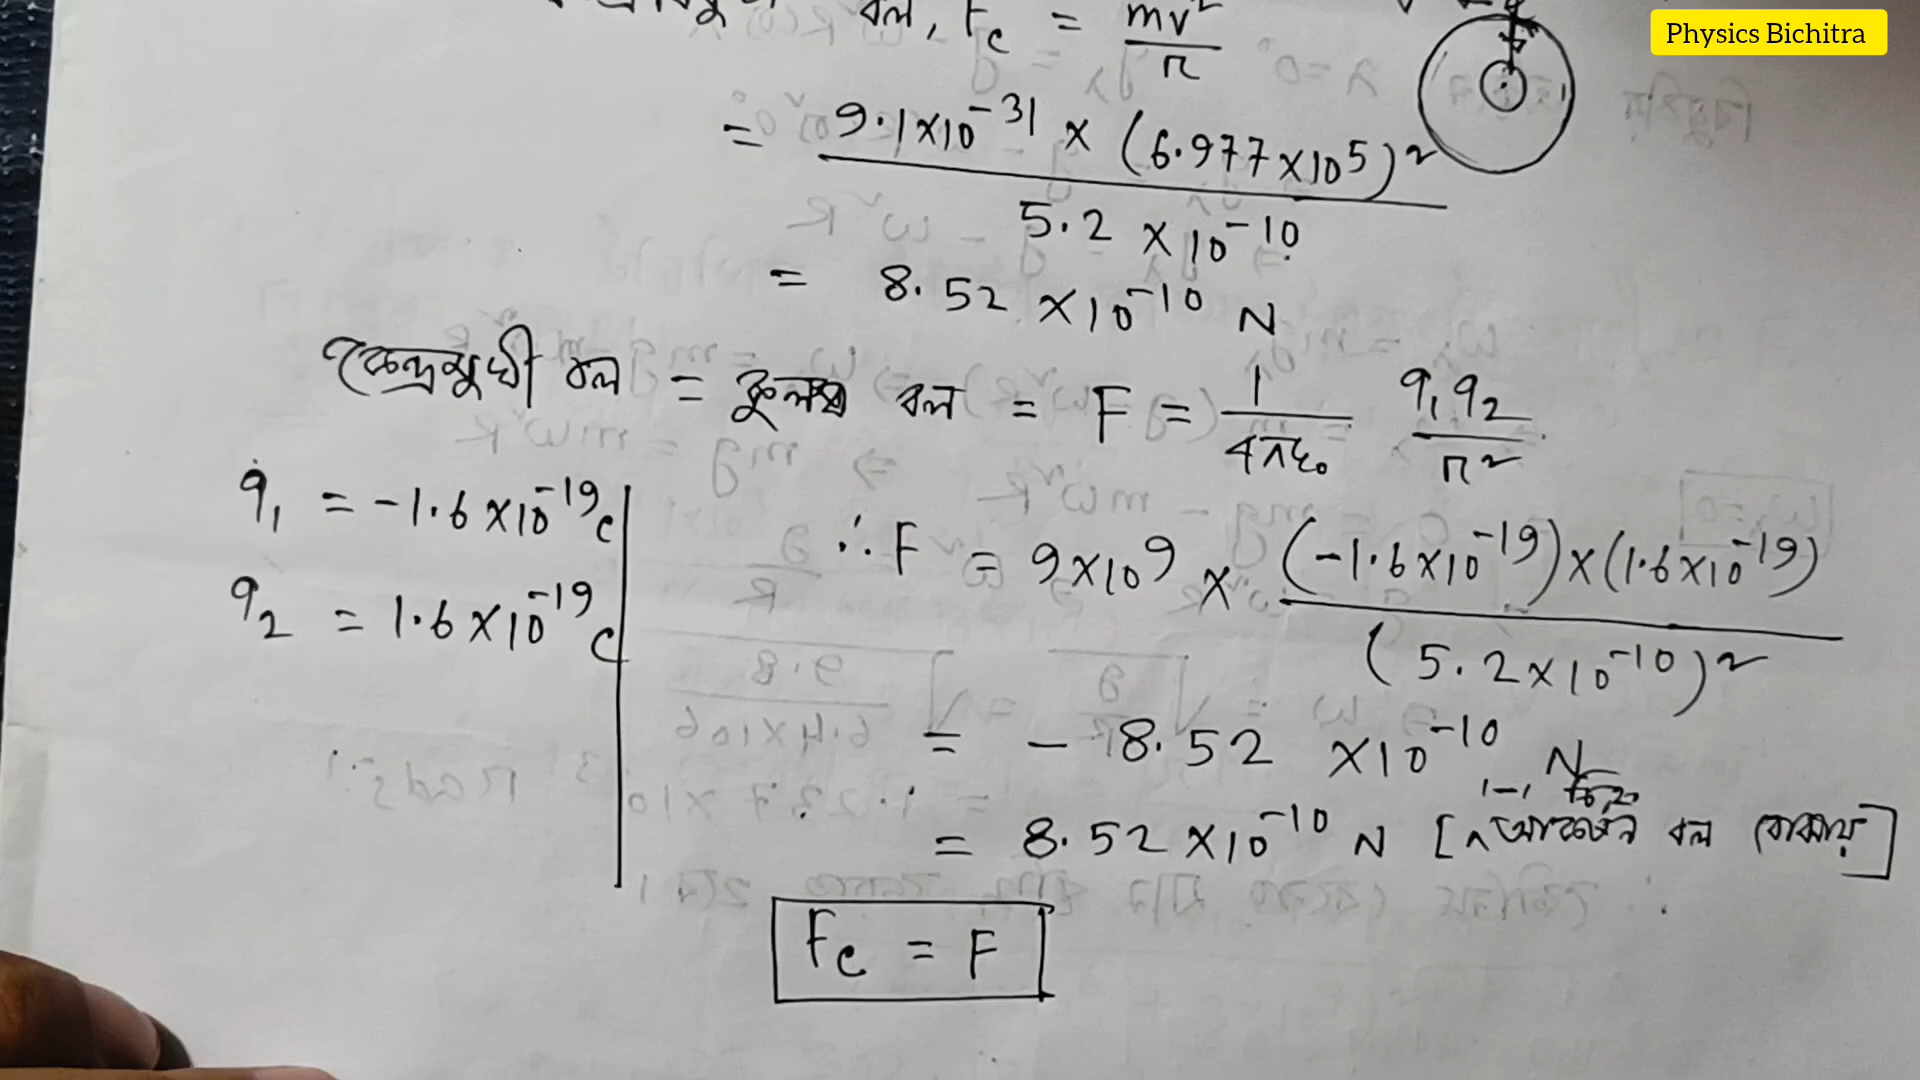 Physics Bichitra
বল, Fc = mv²/r
= 9.1×10⁻³¹ × (6.977×10⁵)² / 5.2 × 10⁻¹⁰
= 8.52 ×10⁻¹⁰ N
কেন্দ্রমুখী বল = কুলম্ব বল = F = 1/4πε₀ q₁q₂/r²
q₁ = -1.6 ×10⁻¹⁹C
q₂ = 1.6 ×10⁻¹⁹C
∴ F = 9×10⁹ × (-1.6×10⁻¹⁹)×(1.6×10⁻¹⁹) / (5.2×10⁻¹⁰)²
= - 8.52 ×10⁻¹⁰ N
= 8.52 ×10⁻¹⁰ N [ "-" চিহ্ন আকর্ষণ বল বোঝায়]
Fc = F